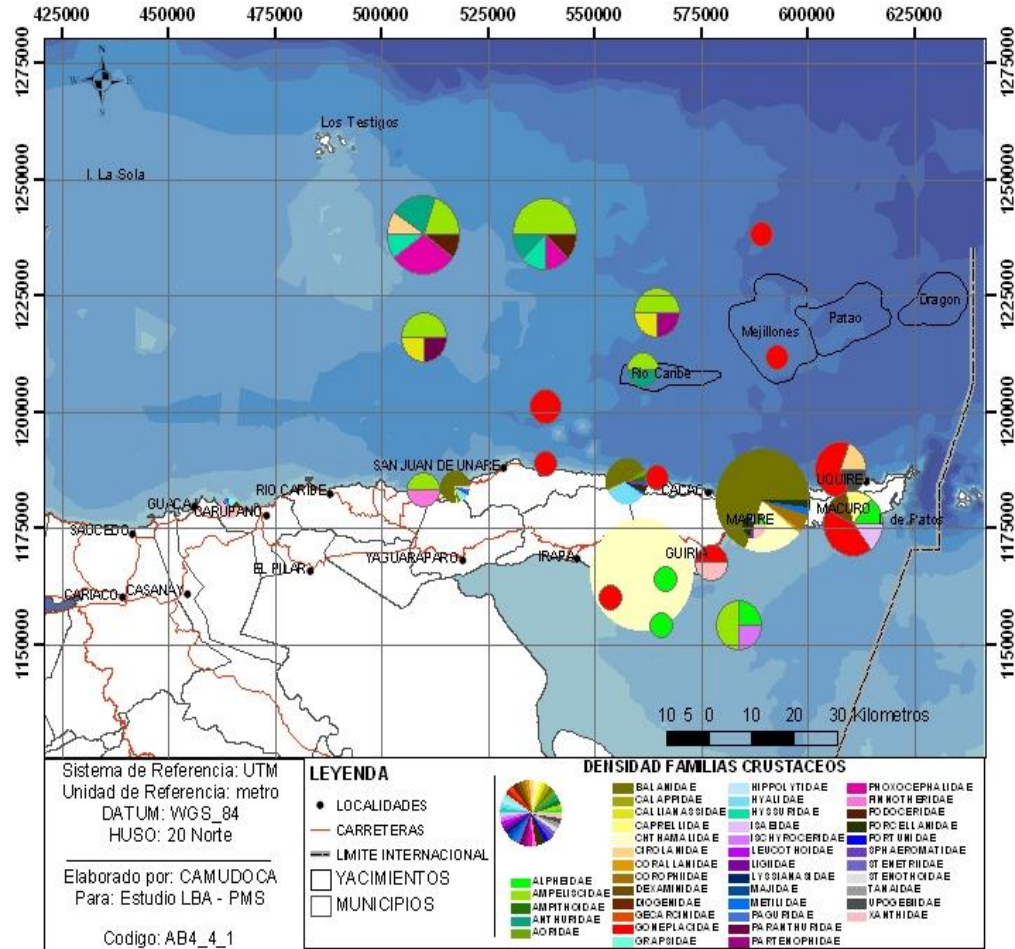 425000 450000 475000 500000 525000 550000 575000 600000 625000
1275000 1275000
N
W E
N
Los Testigos
I. La Sola
1250000 1250000
1225000 1225000
Dragon
Patao
Mejillones
Rio Caribe
1200000 1200000
SAN JUAN DE UNARE
UQUIRE
RIO CARIBE
CACAO
GUACA
CARUPANO
MACURO
MAPIRE
I. de Patos
1175000 1175000
SAUCEDO
YAGUARAPARO
IRAPA
GUIRIA
EL PILAR
CASANAY
CARIACO
1150000 1150000
10 5 0 10 20 30 Kilometros
Sistema de Referencia: UTM
Unidad de Referencia: metro
DATUM: WGS_84
HUSO: 20 Norte
Elaborado por: CAMUDOCA
Para: Estudio LBA - PMS
Codigo: AB4_4_1
LEYENDA
LOCALIDADES
CARRETERAS
LIMITE INTERNACIONAL
YACIMIENTOS
MUNICIPIOS
DENSIDAD FAMILIAS CRUSTACEOS
ALPHEIDAE
AMPELISCIDAE
AMPITHOIDAE
ANTHURIDAE
AORIDAE
BALANIDAE
CALAPPIDAE
CALLIANASSIDAE
CAPRELLIDAE
CHTHAMALIDAE
CIROLANIDAE
CORALLANIDAE
COROPHIIDAE
DEXAMINIDAE
DIOGENIDAE
GECARCINIDAE
GONEPLACIDAE
GRAPSIDAE
HIPPOLYTIDAE
HYALIDAE
HYSSURIDAE
ISAEIDAE
ISCHYROCERIDAE
LEUCOTHOIDAE
LIGIIDAE
LYSSIANASIDAE
MAJIDAE
METILIDAE
PAGURIDAE
PARANTHURIDAE
PARTENOPHIDAE
PHOXOCEPHALIDAE
PINNOTHERIDAE
PODOCERIDAE
PORCELLANIDAE
PORTUNIDAE
SPHAEROMATIDAE
STENETRIIDAE
STENOTHOIDAE
TANAIDAE
UPOGEBIIDAE
XANTHIDAE